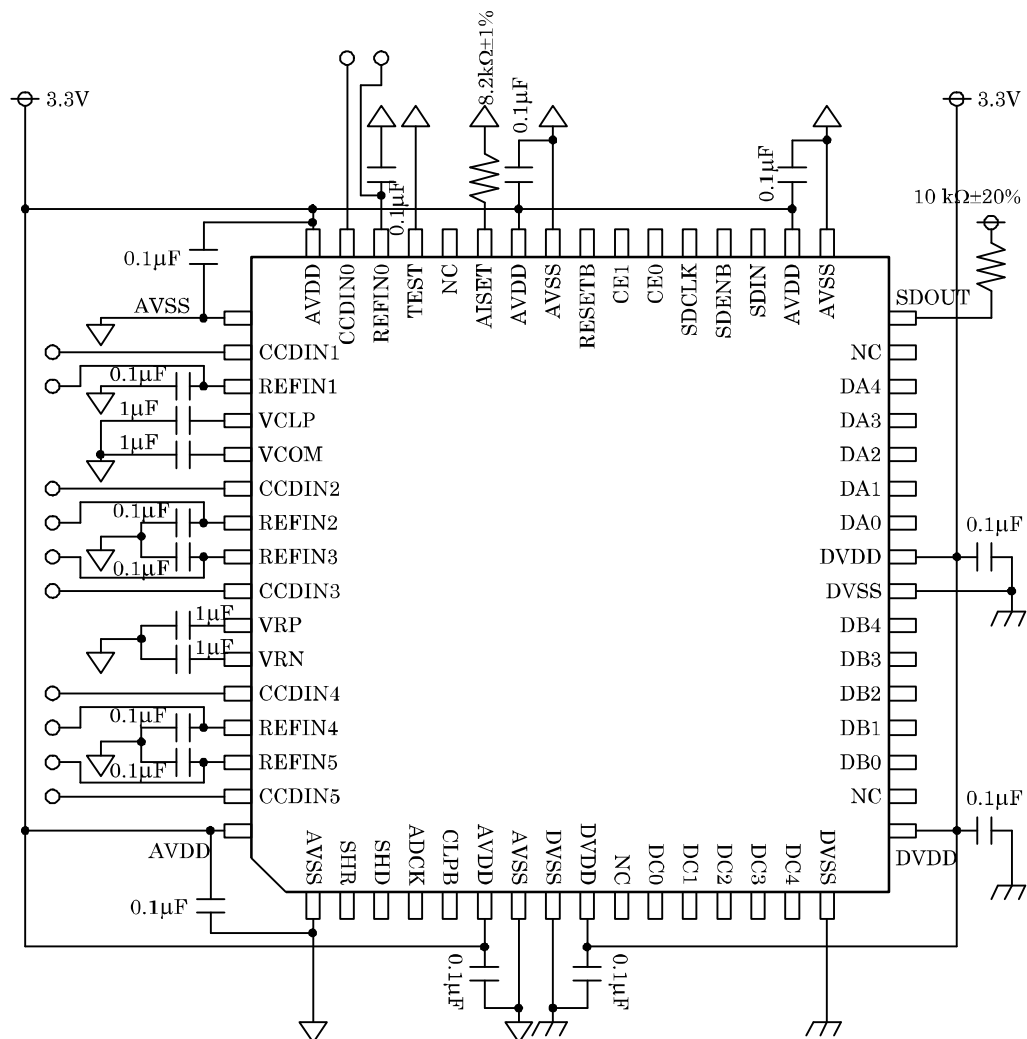 8.2kΩ±1%
0.1µF
3.3V
3.3V
0.1µF
0.1µF
10 kΩ±20%
0.1µF
AVDD
CCDIN0
REFIN0
TEST
NC
AISET
AVDD
AVSS
RESETB
CE1
CE0
SDCLK
SDENB
SDIN
AVDD
AVSS
AVSS
SDOUT
CCDIN1
NC
0.1µF
REFIN1
DA4
1µF
VCLP
DA3
1µF
VCOM
DA2
CCDIN2
DA1
0.1µF
REFIN2
DA0
0.1µF
REFIN3
DVDD
0.1µF
CCDIN3
DVSS
1µF
VRP
DB4
1µF
VRN
DB3
CCDIN4
DB2
0.1µF
REFIN4
DB1
0.1µF
REFIN5
DB0
CCDIN5
NC
0.1µF
AVDD
DVDD
AVSS
SHR
SHD
ADCK
CLPB
AVDD
AVSS
DVSS
DVDD
NC
DC0
DC1
DC2
DC3
DC4
DVSS
0.1µF
0.1µF
0.1µF